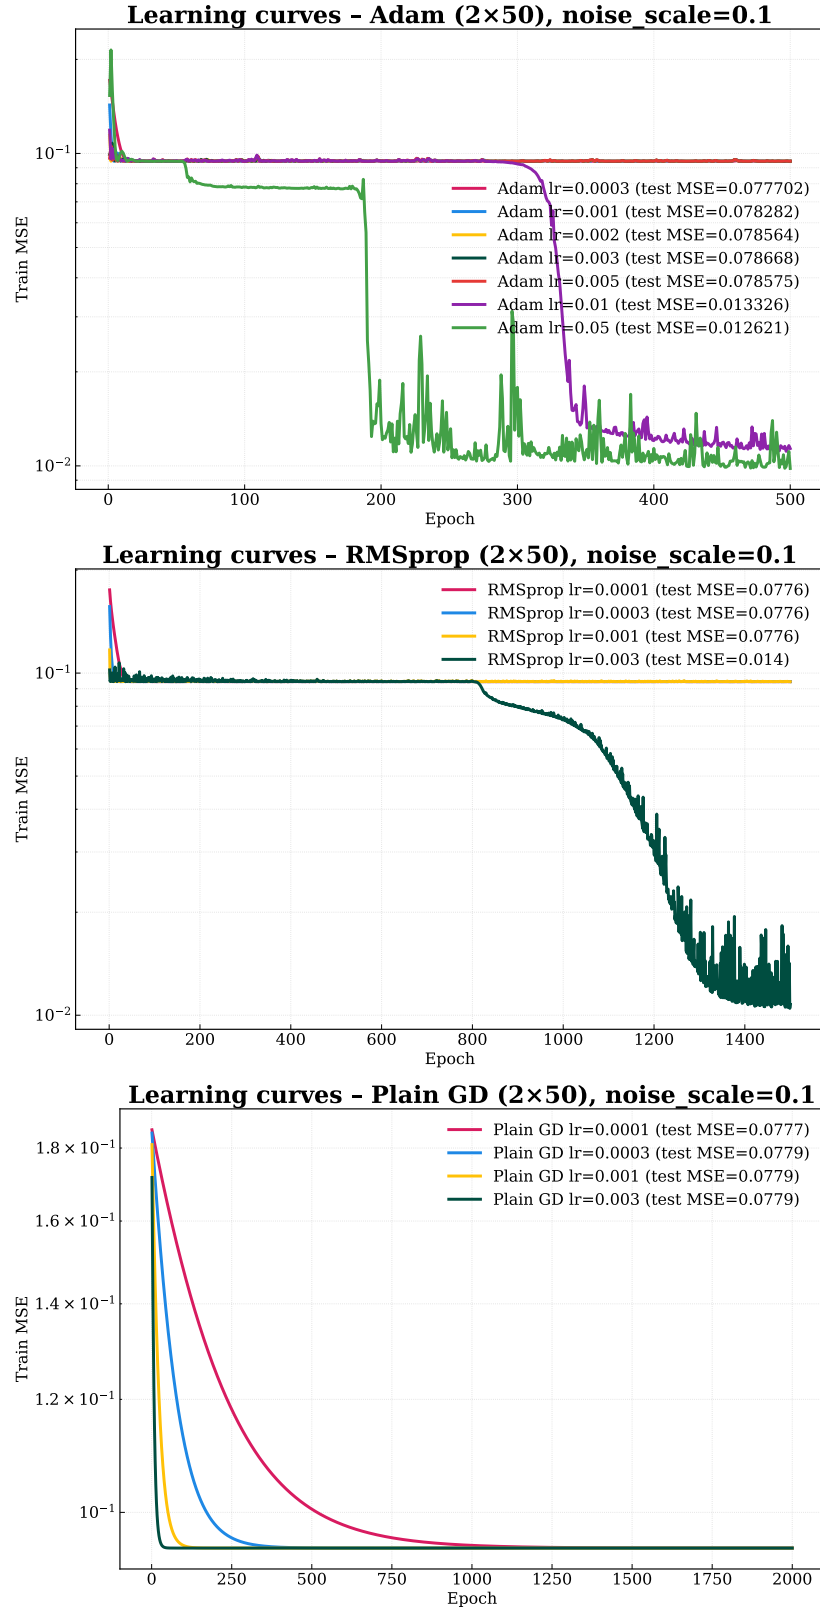 Learning curves – Adam (2×50), noise_scale=0.1
10⁻¹
10⁻²
Train MSE
Adam lr=0.0003 (test MSE=0.077702)
Adam lr=0.001 (test MSE=0.078282)
Adam lr=0.002 (test MSE=0.078564)
Adam lr=0.003 (test MSE=0.078668)
Adam lr=0.005 (test MSE=0.078575)
Adam lr=0.01 (test MSE=0.013326)
Adam lr=0.05 (test MSE=0.012621)
0 100 200 300 400 500
Epoch
Learning curves – RMSprop (2×50), noise_scale=0.1
10⁻¹
10⁻²
Train MSE
RMSprop lr=0.0001 (test MSE=0.0776)
RMSprop lr=0.0003 (test MSE=0.0776)
RMSprop lr=0.001 (test MSE=0.0776)
RMSprop lr=0.003 (test MSE=0.014)
0 200 400 600 800 1000 1200 1400
Epoch
Learning curves – Plain GD (2×50), noise_scale=0.1
1.8 × 10⁻¹
1.6 × 10⁻¹
1.4 × 10⁻¹
1.2 × 10⁻¹
10⁻¹
Train MSE
Plain GD lr=0.0001 (test MSE=0.0777)
Plain GD lr=0.0003 (test MSE=0.0779)
Plain GD lr=0.001 (test MSE=0.0779)
Plain GD lr=0.003 (test MSE=0.0779)
0 250 500 750 1000 1250 1500 1750 2000
Epoch